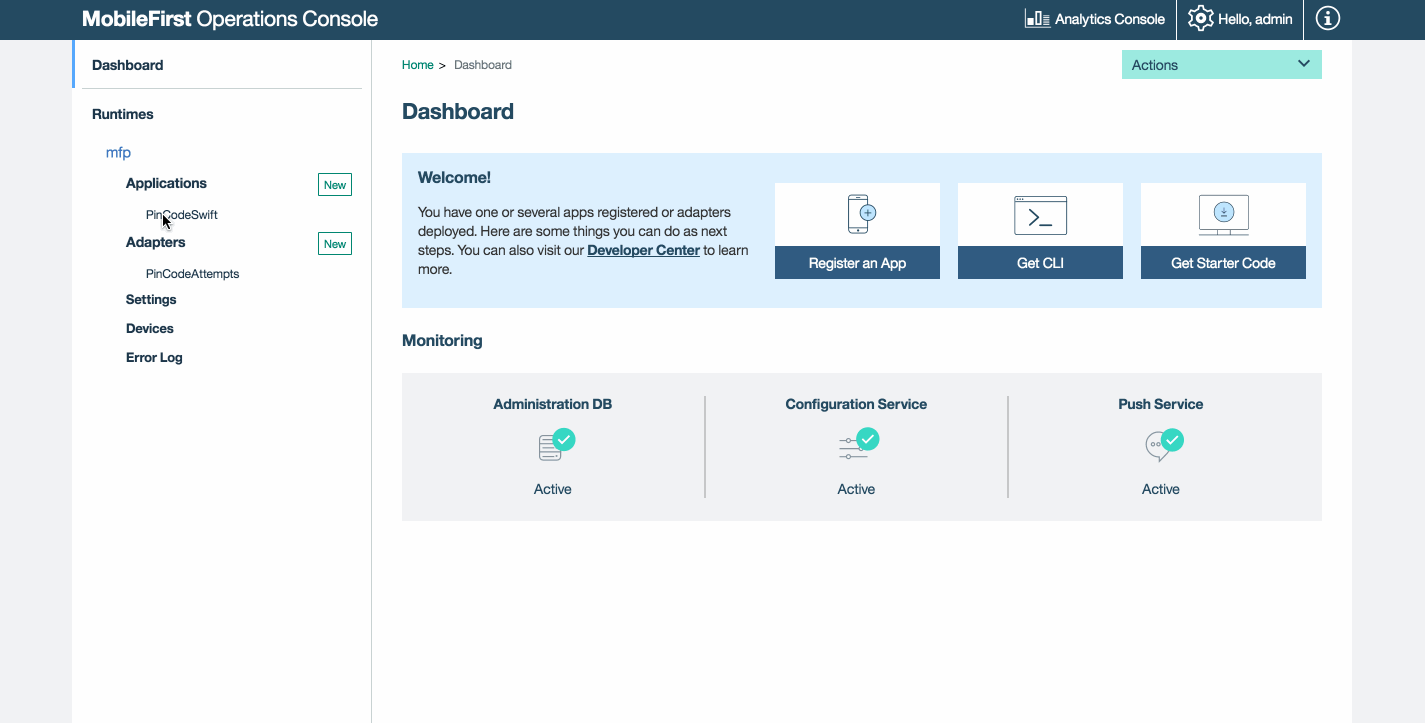 MobileFirst Operations Console
Analytics Console
Hello, admin
Dashboard
Runtimes
mfp
Applications
New
PinCodeSwift
Adapters
New
PinCodeAttempts
Settings
Devices
Error Log
Home > Dashboard
Actions
Dashboard
Welcome!
You have one or several apps registered or adapters
deployed. Here are some things you can do as next
steps. You can also visit our Developer Center to learn
more.
Register an App
Get CLI
Get Starter Code
Monitoring
Administration DB
Active
Configuration Service
Active
Push Service
Active